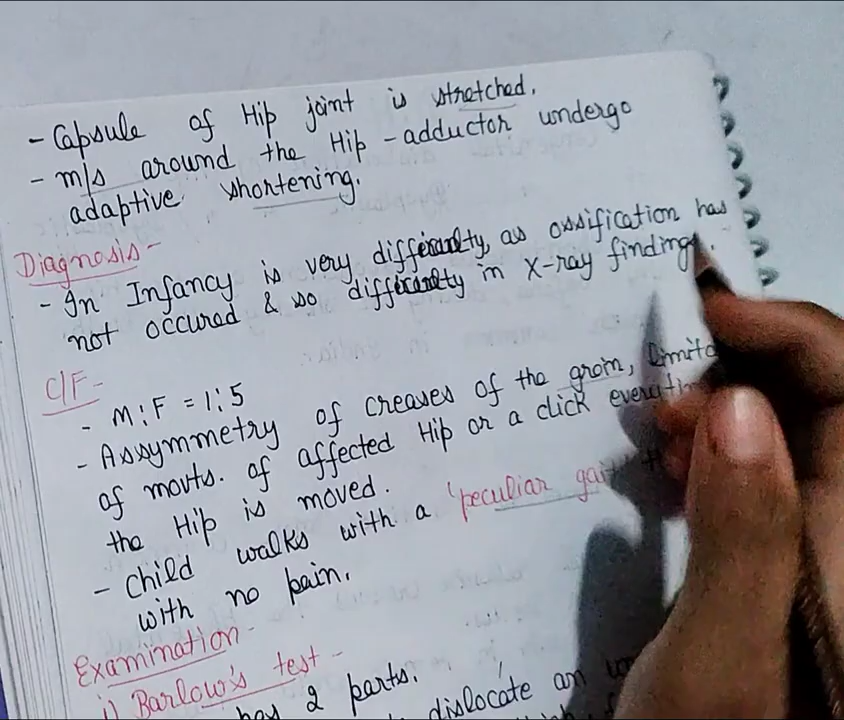 - Capsule of Hip joint is stretched.
- m/s around the Hip - adductor undergo
adaptive shortening.
Diagnosis -
- In Infancy is very difficulty, as ossification has
not occured & so difficulty in X-ray findings.
C/F -
- M:F = 1:5
- Assymmetry of creases of the groin,
of movts. of affected Hip or a click
the Hip is moved.
- Child walks with a 'peculiar
with no pain.
Examination -
i) Barlow's test -
has 2 parts.
dislocate an